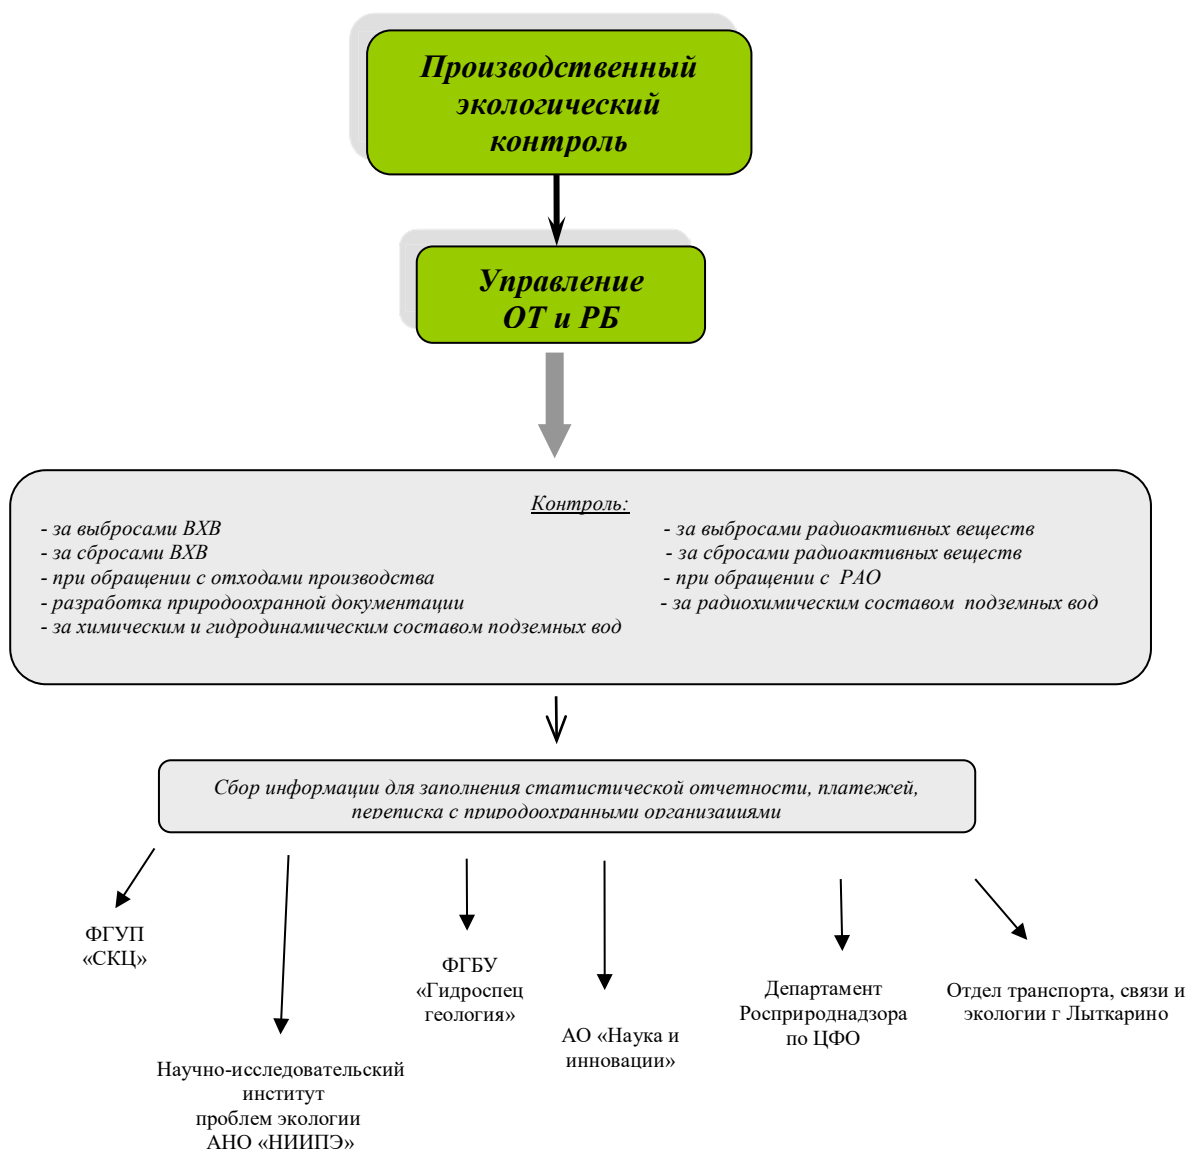 Производственный
экологический
контроль
Управление
ОТ и РБ
Контроль:
- за выбросами ВХВ
- за выбросами радиоактивных веществ
- за сбросами ВХВ
- за сбросами радиоактивных веществ
- при обращении с отходами производства
- при обращении с РАО
- разработка природоохранной документации
- за радиохимическим составом подземных вод
- за химическим и гидродинамическим составом подземных вод
Сбор информации для заполнения статистической отчетности, платежей,
переписка с природоохранными организациями
ФГУП
«СКЦ»
Научно-исследовательский
институт
проблем экологии
АНО «НИИПЭ»
ФГБУ
«Гидроспец
геология»
АО «Наука и
инновации»
Департамент
Росприроднадзора
по ЦФО
Отдел транспорта, связи и
экологии г Лыткарино